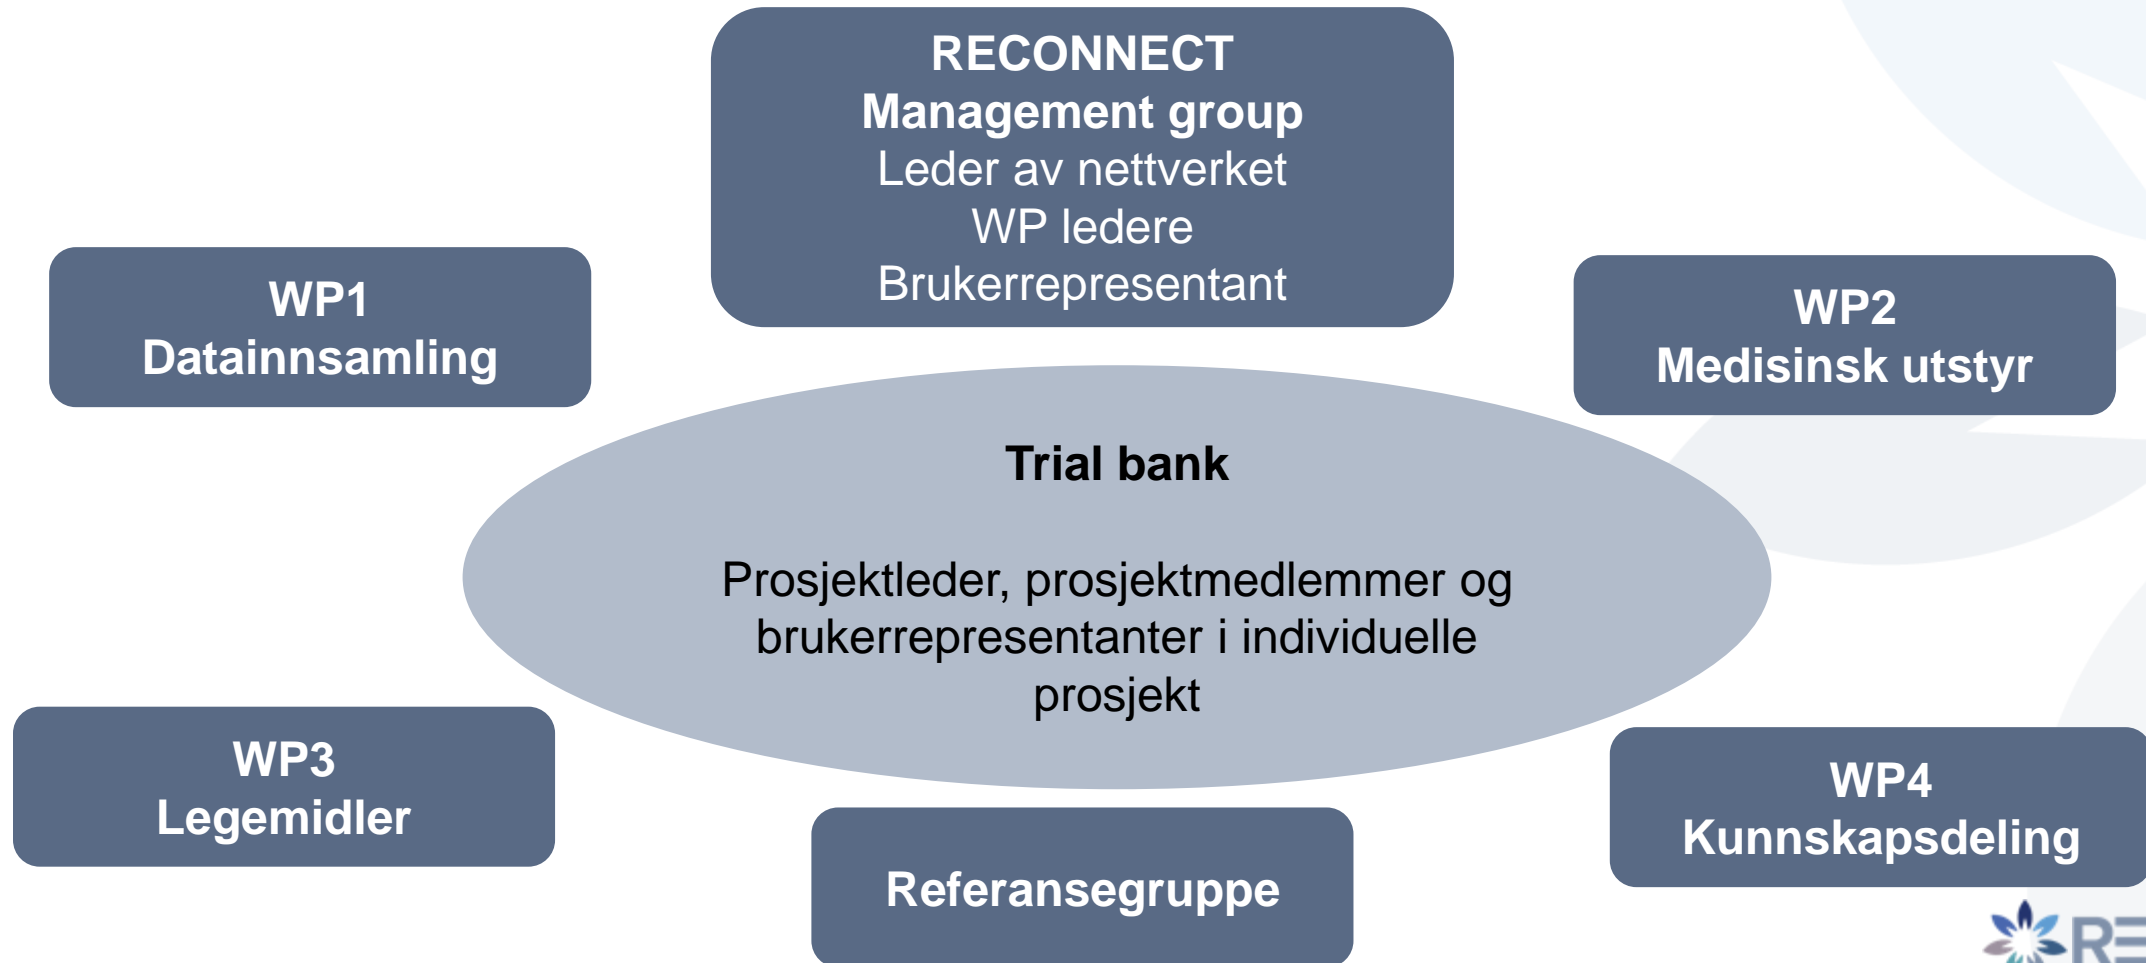 RECONNECT
Management group
Leder av nettverket
WP ledere
Brukerrepresentant
WP1
Datainnsamling
WP2
Medisinsk utstyr
Trial bank
Prosjektleder, prosjektmedlemmer og
brukerrepresentanter i individuelle
prosjekt
WP3
Legemidler
WP4
Kunnskapsdeling
Referansegruppe
RE